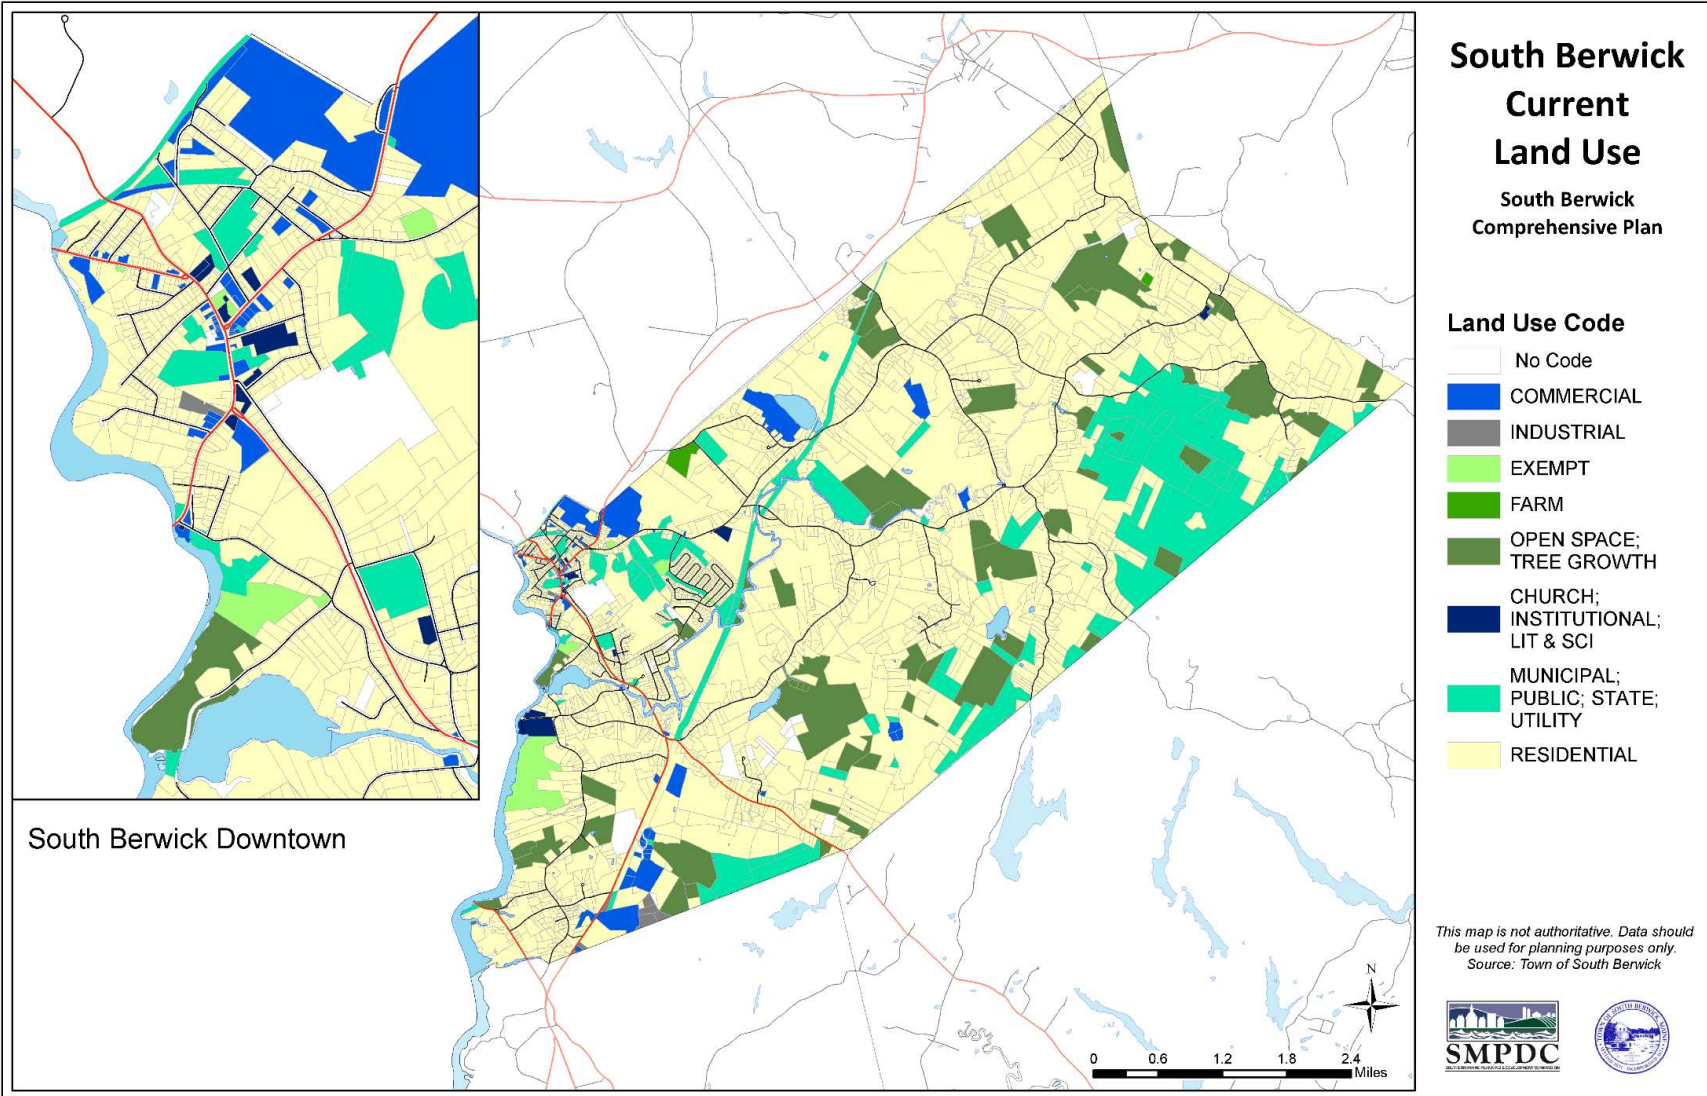 South Berwick
Current
Land Use
South Berwick
Comprehensive Plan
Land Use Code
No Code
COMMERCIAL
INDUSTRIAL
EXEMPT
FARM
OPEN SPACE;
TREE GROWTH
CHURCH;
INSTITUTIONAL;
LIT & SCI
MUNICIPAL;
PUBLIC; STATE;
UTILITY
RESIDENTIAL
South Berwick Downtown
N
0 0.6 1.2 1.8 2.4
Miles
This map is not authoritative. Data should
be used for planning purposes only.
Source: Town of South Berwick
SMPDC